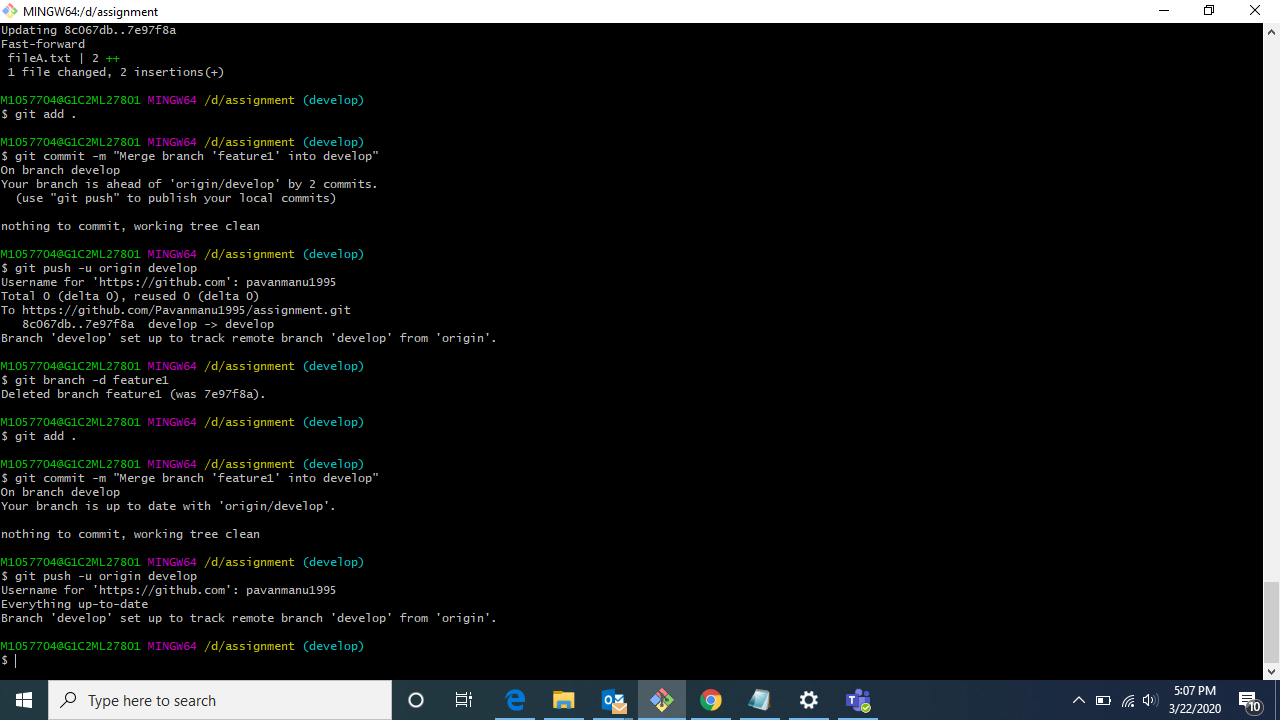 MINGW64:/d/assignment
Updating 8c067db..7e97f8a
Fast-forward
 fileA.txt | 2 ++
 1 file changed, 2 insertions(+)
M1057704@G1C2ML27801 MINGW64 /d/assignment (develop)
$ git add .
M1057704@G1C2ML27801 MINGW64 /d/assignment (develop)
$ git commit -m "Merge branch 'feature1' into develop"
On branch develop
Your branch is ahead of 'origin/develop' by 2 commits.
  (use "git push" to publish your local commits)
nothing to commit, working tree clean
M1057704@G1C2ML27801 MINGW64 /d/assignment (develop)
$ git push -u origin develop
Username for 'https://github.com': pavanmanu1995
Total 0 (delta 0), reused 0 (delta 0)
To https://github.com/Pavanmanu1995/assignment.git
   8c067db..7e97f8a  develop -> develop
Branch 'develop' set up to track remote branch 'develop' from 'origin'.
M1057704@G1C2ML27801 MINGW64 /d/assignment (develop)
$ git branch -d feature1
Deleted branch feature1 (was 7e97f8a).
M1057704@G1C2ML27801 MINGW64 /d/assignment (develop)
$ git add .
M1057704@G1C2ML27801 MINGW64 /d/assignment (develop)
$ git commit -m "Merge branch 'feature1' into develop"
On branch develop
Your branch is up to date with 'origin/develop'.
nothing to commit, working tree clean
M1057704@G1C2ML27801 MINGW64 /d/assignment (develop)
$ git push -u origin develop
Username for 'https://github.com': pavanmanu1995
Everything up-to-date
Branch 'develop' set up to track remote branch 'develop' from 'origin'.
M1057704@G1C2ML27801 MINGW64 /d/assignment (develop)
$
Type here to search
5:07 PM
3/22/2020
10